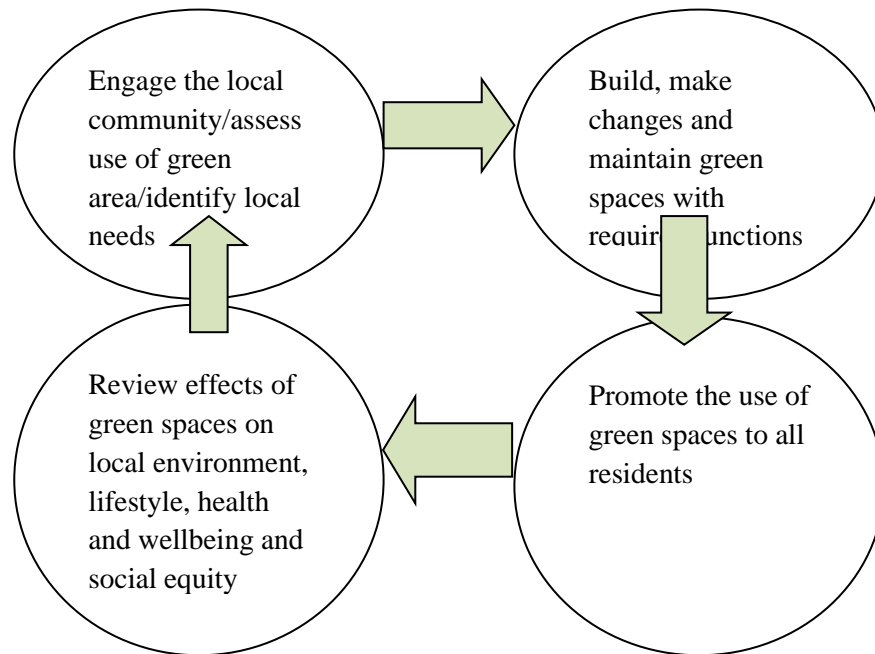 Engage the local
community/assess
use of green
area/identify local
needs
Build, make
changes and
maintain green
spaces with
functions
Promote the use of
green spaces to all
residents
Review effects of
green spaces on
local environment,
lifestyle, health
and wellbeing and
social equity